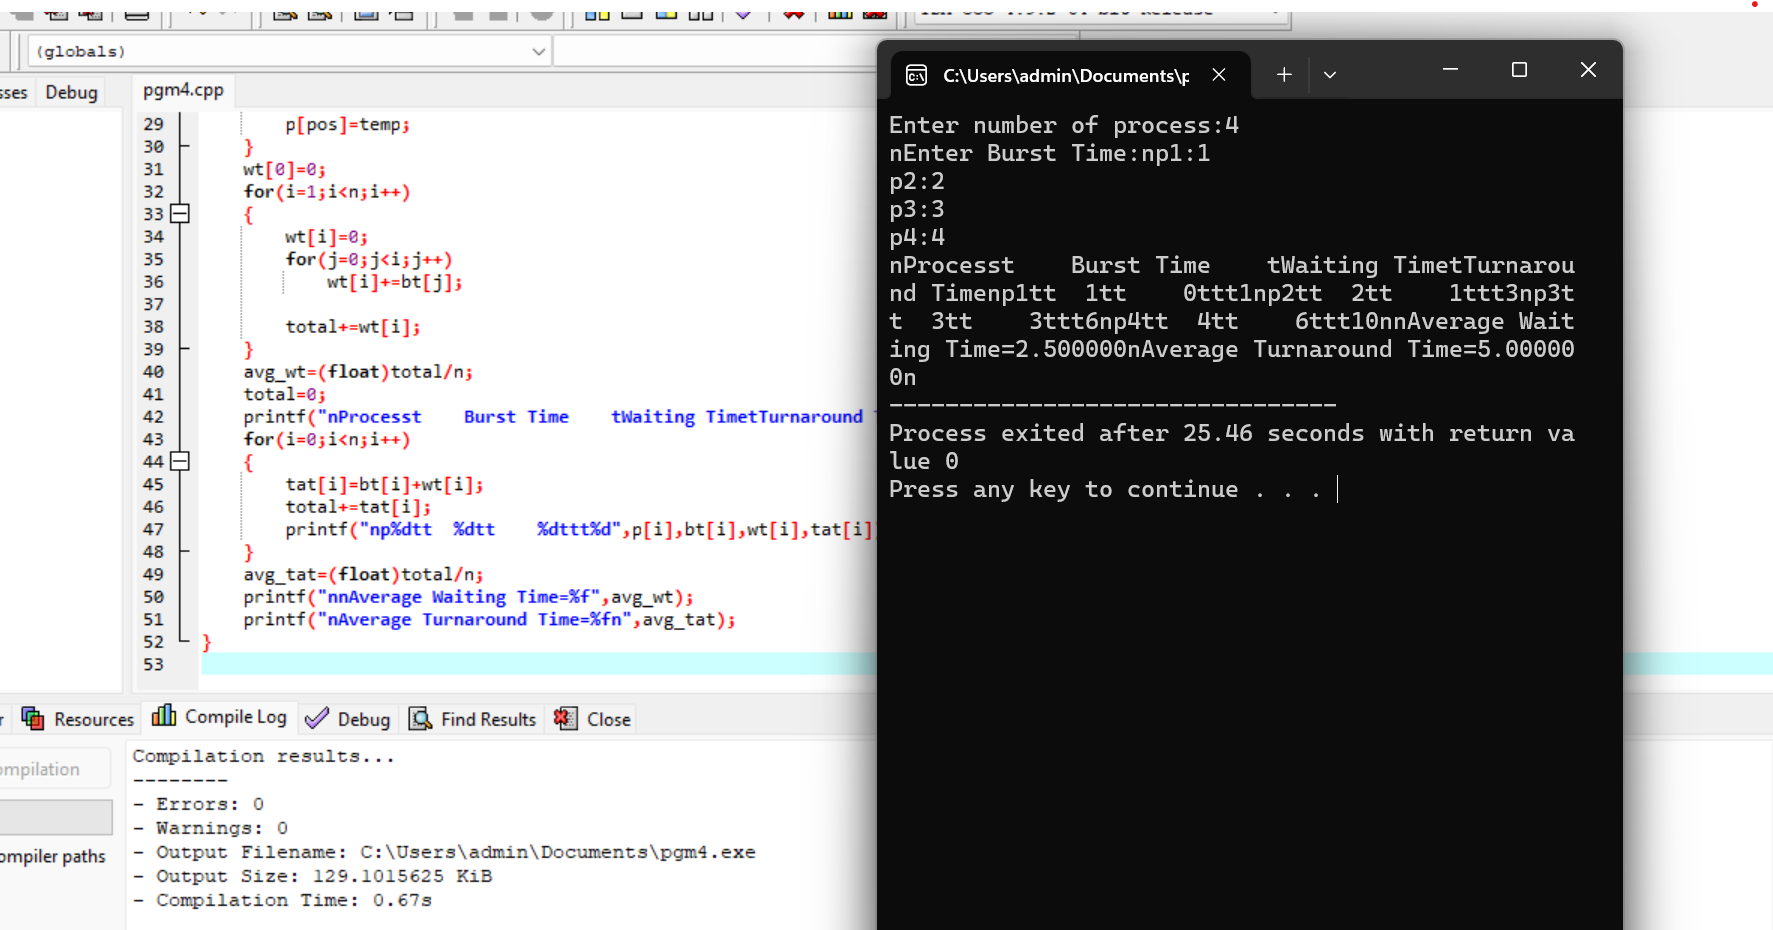 (globals)
sses Debug pgm4.cpp
29 p[pos]=temp;
30 }
31 wt[0]=0;
32 for(i=1;i<n;i++)
33 {
34 wt[i]=0;
35 for(j=0;j<i;j++)
36 wt[i]+=bt[j];
37
38 total+=wt[i];
39 }
40 avg_wt=(float)total/n;
41 total=0;
42 printf("nProcesst    Burst Time    tWaiting TimetTurnaround
43 for(i=0;i<n;i++)
44 {
45 tat[i]=bt[i]+wt[i];
46 total+=tat[i];
47 printf("np%dtt  %dtt    %dttt%d",p[i],bt[i],wt[i],tat[i]
48 }
49 avg_tat=(float)total/n;
50 printf("nnAverage Waiting Time=%f",avg_wt);
51 printf("nAverage Turnaround Time=%fn",avg_tat);
52 }
53
Resources Compile Log Debug Find Results Close
ompilation
ompiler paths
Compilation results...
--------
- Errors: 0
- Warnings: 0
- Output Filename: C:\Users\admin\Documents\pgm4.exe
- Output Size: 129.1015625 KiB
- Compilation Time: 0.67s
C:\Users\admin\Documents\p
Enter number of process:4
nEnter Burst Time:np1:1
p2:2
p3:3
p4:4
nProcesst    Burst Time    tWaiting TimetTurnarou
nd Timenp1tt  1tt    0ttt1np2tt  2tt    1ttt3np3t
t  3tt    3ttt6np4tt  4tt    6ttt10nnAverage Wait
ing Time=2.500000nAverage Turnaround Time=5.00000
0n
--------------------------------
Process exited after 25.46 seconds with return va
lue 0
Press any key to continue . . .